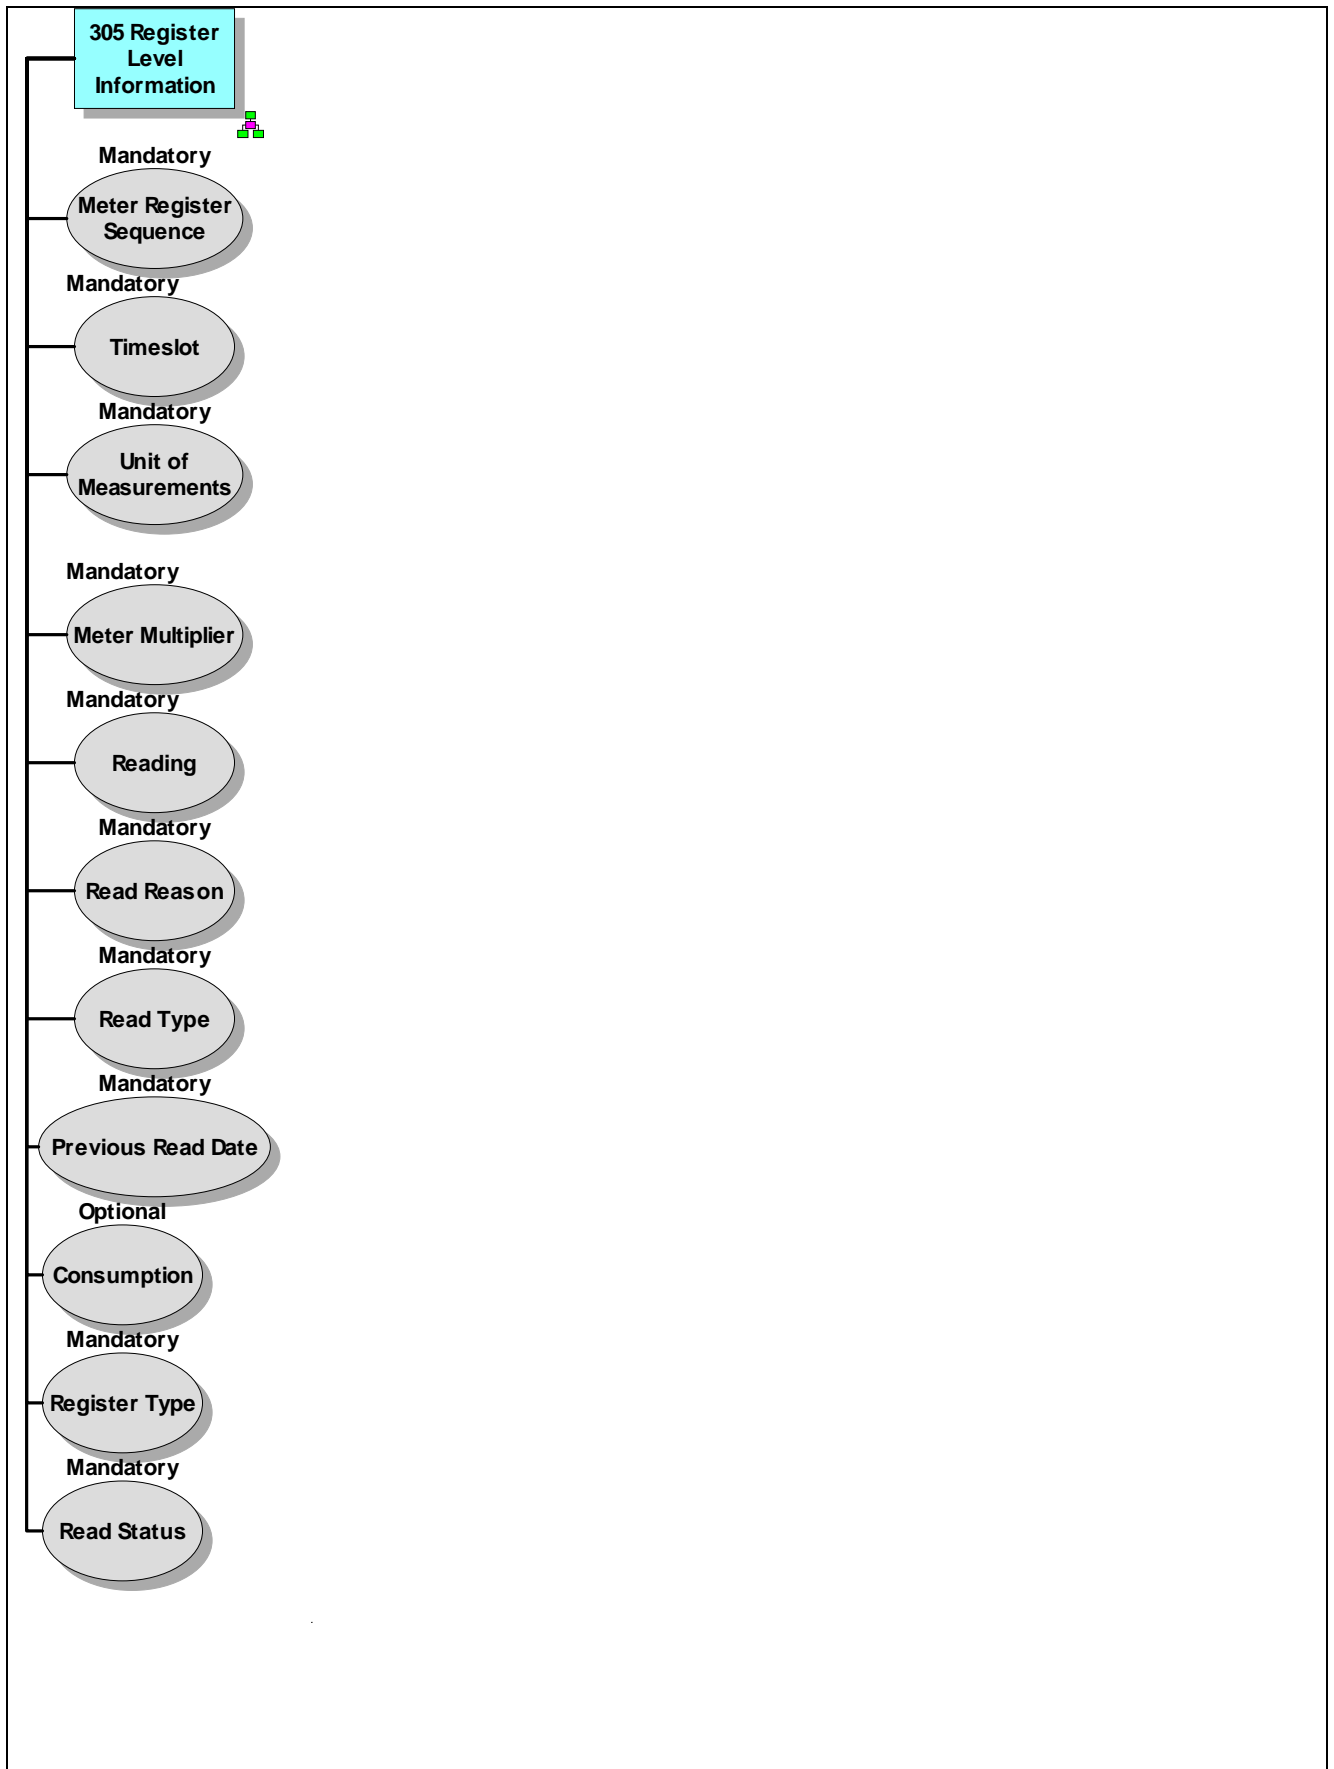 305 Register
Level
Information
Mandatory
Meter Register
Sequence
Mandatory
Timeslot
Mandatory
Unit of
Measurements
Mandatory
Meter Multiplier
Mandatory
Reading
Mandatory
Read Reason
Mandatory
Read Type
Mandatory
Previous Read Date
Optional
Consumption
Mandatory
Register Type
Mandatory
Read Status